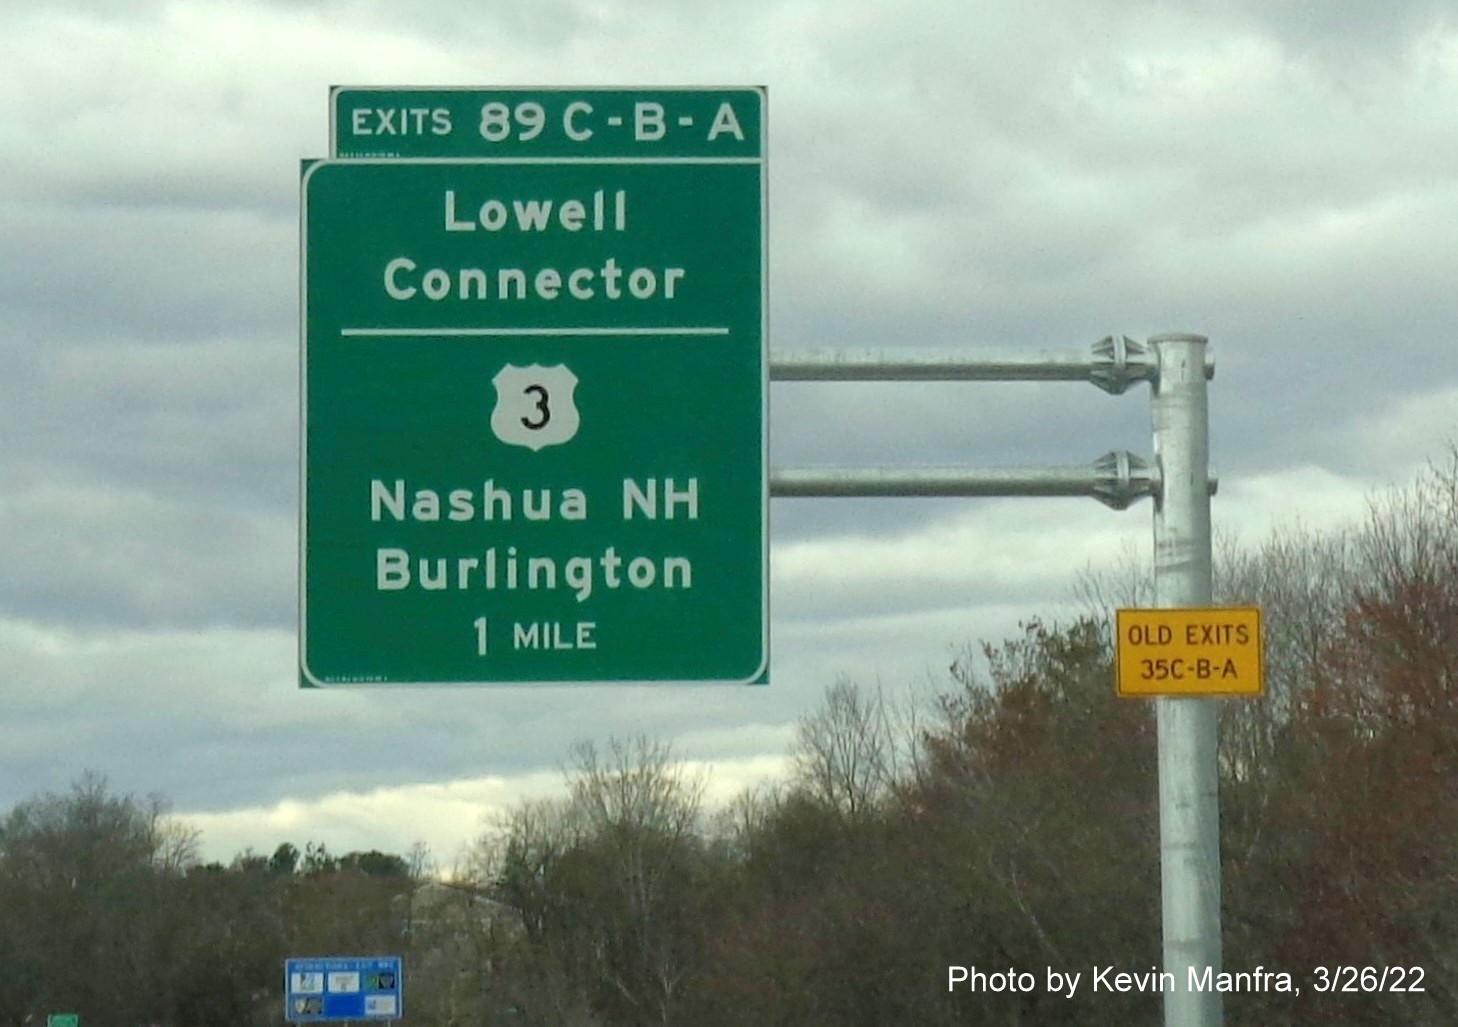 EXITS 89 C-B-A
Lowell
Connector
3
Nashua NH
Burlington
1 MILE
OLD EXITS
35C-B-A
Photo by Kevin Manfra, 3/26/22